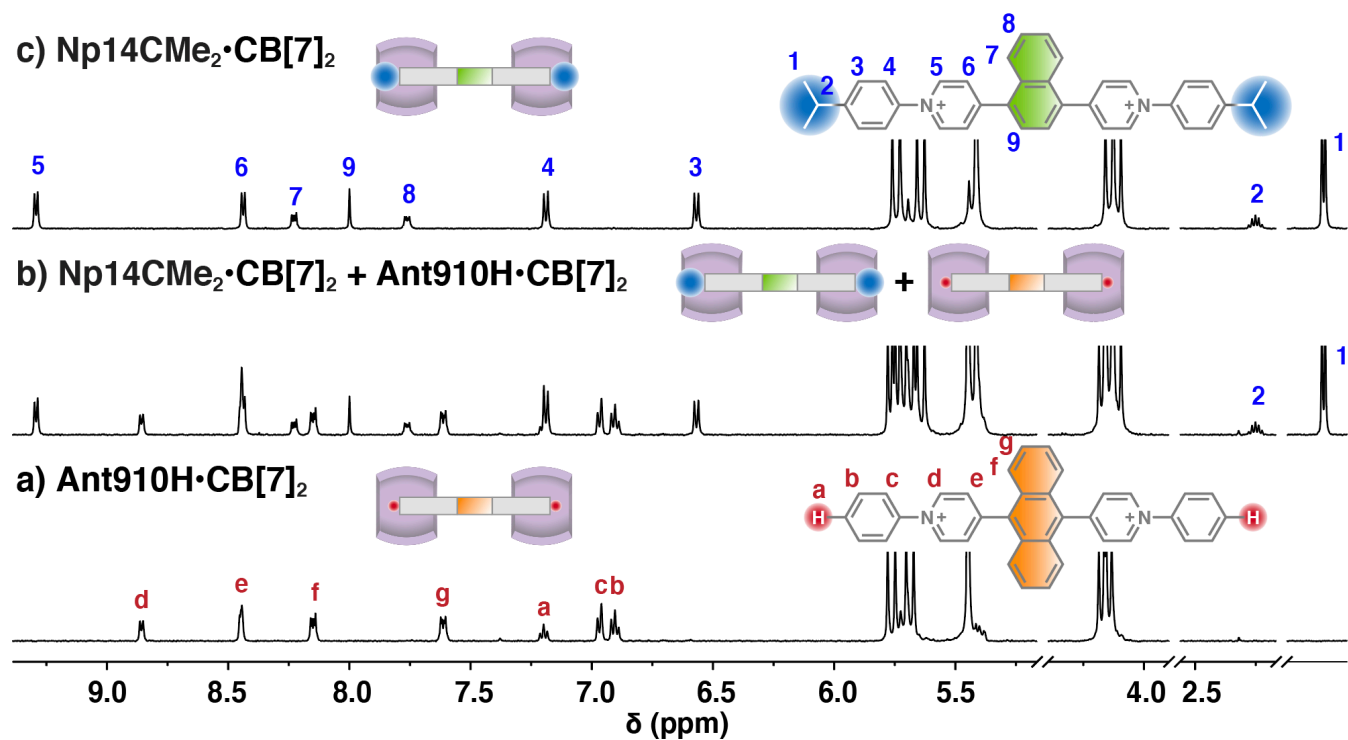 c) Np14CMe₂•CB[7]₂
8
7
1
2
3
4
5
6
N⁺
N⁺
9
5
6
7
9
8
4
3
2
1
b) Np14CMe₂•CB[7]₂ + Ant910H•CB[7]₂
+
2
1
a) Ant910H•CB[7]₂
g
f
a
b
c
d
e
H
N⁺
N⁺
H
d
e
f
g
a
c
b
9.0 8.5 8.0 7.5 7.0 6.5 6.0 5.5 4.0 2.5
δ (ppm)